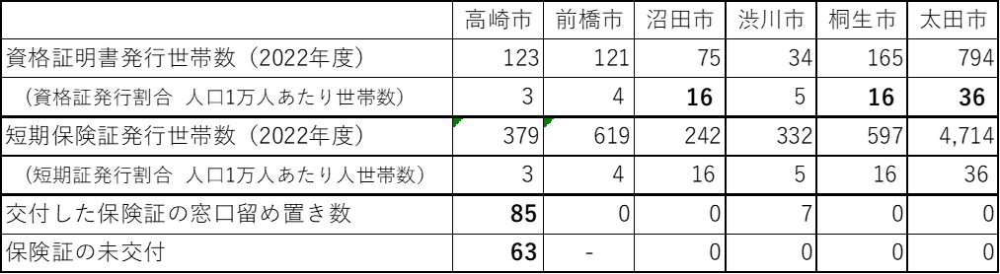 高崎市 前橋市 沼田市 渋川市 桐生市 太田市
資格証明書発行世帯数（2022年度） 123 121 75 34 165 794
（資格証発行割合 人口1万人あたり世帯数） 3 4 16 5 16 36
短期保険証発行世帯数（2022年度） 379 619 242 332 597 4,714
（短期証発行割合 人口1万人あたり人世帯数） 3 4 16 5 16 36
交付した保険証の窓口留め置き数 85 0 0 7 0 0
保険証の未交付 63 - 0 0 0 0